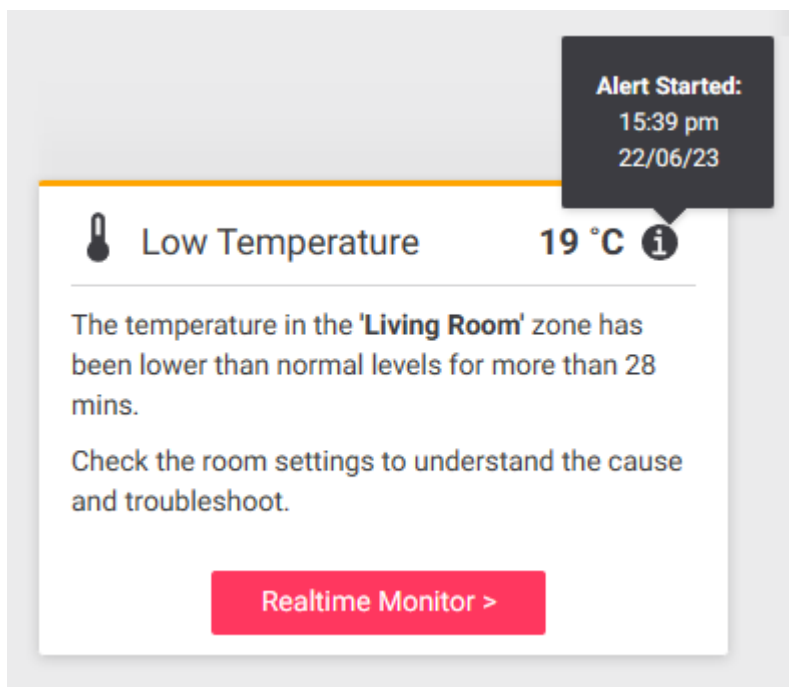 Alert Started:
15:39 pm
22/06/23
Low Temperature 19 °C
The temperature in the 'Living Room' zone has
been lower than normal levels for more than 28
mins.
Check the room settings to understand the cause
and troubleshoot.
Realtime Monitor >